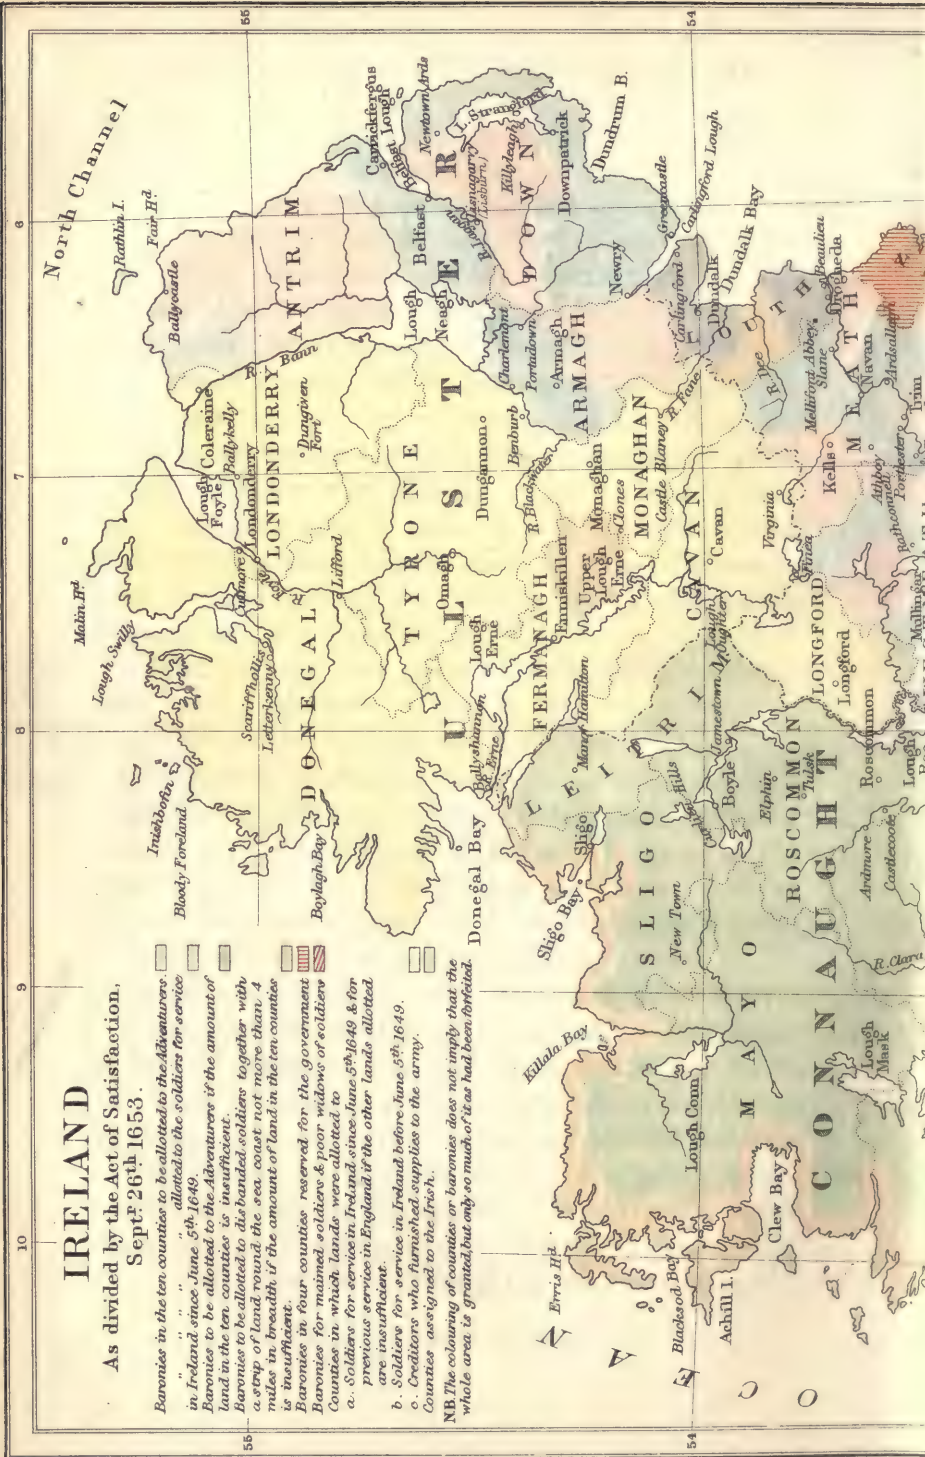 IRELAND
As divided by the Act of Satisfaction,
Septr. 26th 1653.
Baronies in the ten counties to be allotted to the Adventurers.
" " " " " allotted to the soldiers for service
in Ireland since June 5th 1649.
Baronies to be allotted to the Adventurers if the amount of
land in the ten counties is insufficient.
Baronies to be allotted to disbanded soldiers together with
a strip of land round the sea coast not more than 4
miles in breadth if the amount of land in the ten counties
is insufficient.
Baronies in four counties reserved for the government
Baronies for maimed soldiers & poor widows of soldiers
Counties in which lands were allotted to
a. Soldiers for service in Ireland since June 5th 1649 & for
previous service in England if the other lands allotted
are insufficient.
b. Soldiers for service in Ireland before June 5th 1649.
c. Creditors who furnished supplies to the army.
Counties assigned to the Irish.
N.B. The colouring of counties or baronies does not imply that the
whole area is granted, but only so much of it as had been forfeited.
North Channel
Rathlin I.
Fair Hd.
Malin Hd.
Lough Swilly
Inishbofin
Bloody Foreland
Boylagh Bay
Donegal Bay
Sligo Bay
Killala Bay
Erris Hd.
Blacksod Bay
Achill I.
Clew Bay
OCEAN
ULSTER
CONNAUGHT
ANTRIM
Ballycastle
Carrickfergus
Belfast Lough
Belfast
Newtown Ards
L. Strangford
R. Lagan
Lisnagarry
(Lisburn)
Killyleagh
DOWN
Downpatrick
Dundrum B.
Newry
Greencastle
Carlingford Lough
Carlingford
Dundalk
Dundalk Bay
LOUTH
R. Dee
R. Fane
Mellifont Abbey
Beaulieu
Drogheda
Slane
MEATH
Navan
Ardsallagh
Trim
Kells
Athboy
Portlester
Rathconnell
Mullingar
Lough Neagh
R. Bann
Coleraine
Ballykelly
Lough Foyle
Londonderry
LONDONDERRY
Dungiven Fort
Culmore
Lifford
Scariffhollis
Letterkenny
DONEGAL
TYRONE
Omagh
Dungannon
Benburb
Charlemont
Portadown
Armagh
ARMAGH
R. Blackwater
Monaghan
MONAGHAN
Clones
Castle Blaney
FERMANAGH
Enniskillen
Lough Erne
Upper Lough Erne
Ballyshannon
R. Erne
CAVAN
Cavan
Virginia
Lough Oughter
Finea
LONGFORD
Longford
LEITRIM
Manor Hamilton
Jamestown
SLIGO
Sligo
New Town
Curlew Hills
Boyle
Elphin
Tulsk
ROSCOMMON
Roscommon
Ardmore
Castlecoote
R. Clara
MAYO
Lough Conn
Lough Mask
Lough
55
54
6
7
8
9
10
55
54